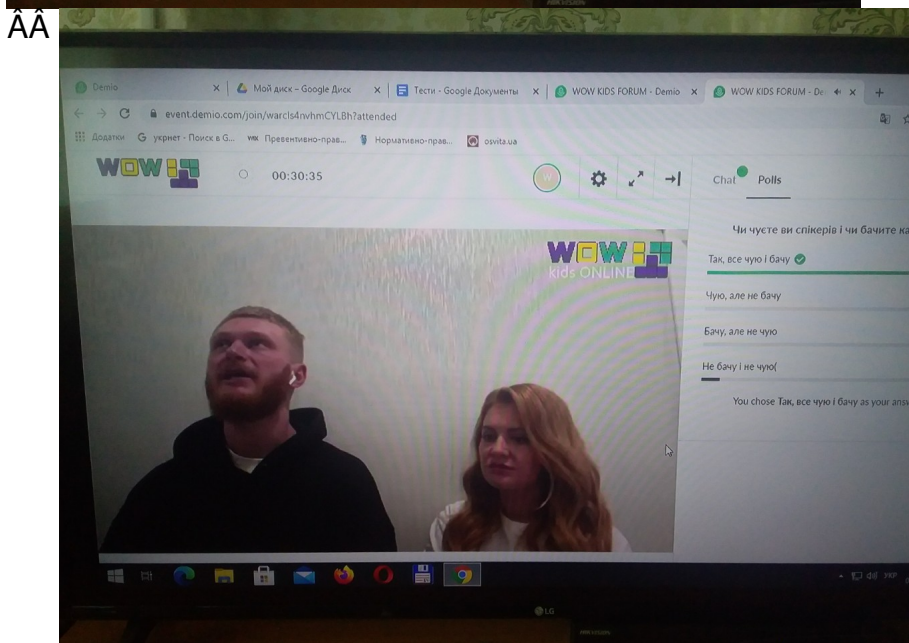 ÂÂ
Demio
Мой диск – Google Диск
Тести - Google Документы
WOW KIDS FORUM - Demio
WOW KIDS FORUM - De
event.demio.com/join/warcls4nvhmCYLBh?attended
Додатки
укрнет - Поиск в G...
Превентивно-прав...
Нормативно-прав...
osvita.ua
WOW
00:30:35
Chat
Polls
Чи чуєте ви спікерів і чи бачите ка
Так, все чую і бачу
Чую, але не бачу
Бачу, але не чую
Не бачу і не чую(
You chose Так, все чую і бачу as your answ
WOW
kids ONLINE
УКР
LG
HIKVISION